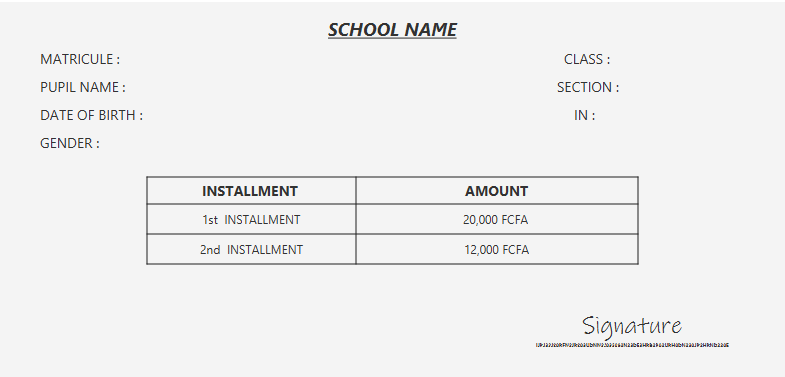 SCHOOL NAME
MATRICULE : CLASS :
PUPIL NAME : SECTION :
DATE OF BIRTH : IN :
GENDER :
INSTALLMENT AMOUNT
1st INSTALLMENT 20,000 FCFA
2nd INSTALLMENT 12,000 FCFA
Signature